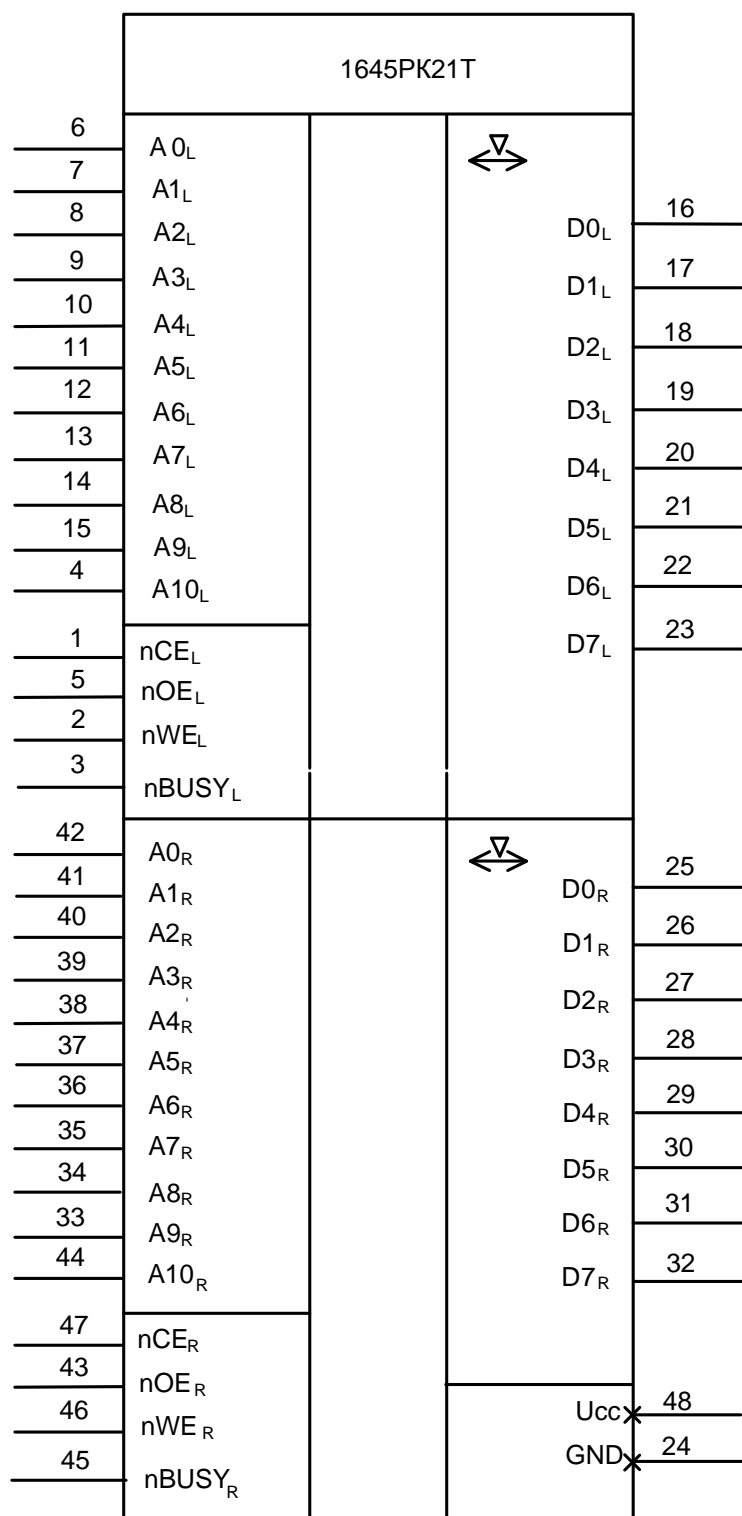 1645РК21Т
6 A0L
7 A1L
8 A2L
9 A3L
10 A4L
11 A5L
12 A6L
13 A7L
14 A8L
15 A9L
4 A10L
1 nCEL
5 nOEL
2 nWEL
3 nBUSYL
D0L 16
D1L 17
D2L 18
D3L 19
D4L 20
D5L 21
D6L 22
D7L 23
42 A0R
41 A1R
40 A2R
39 A3R
38 A4R
37 A5R
36 A6R
35 A7R
34 A8R
33 A9R
44 A10R
47 nCER
43 nOER
46 nWER
45 nBUSYR
D0R 25
D1R 26
D2R 27
D3R 28
D4R 29
D5R 30
D6R 31
D7R 32
Ucc 48
GND 24